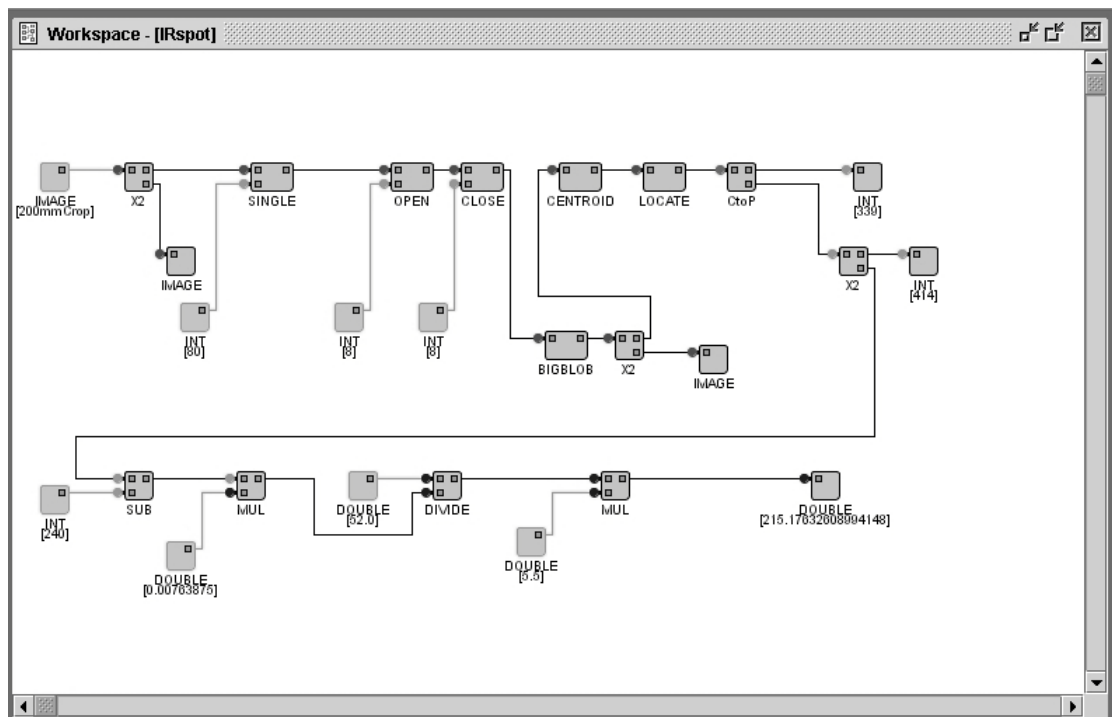 Workspace - [IRspot]
IMAGE
[200mmCrop]
X2
SINGLE
OPEN
CLOSE
CENTROID
LOCATE
CtoP
INT
[339]
IMAGE
X2
INT
[414]
INT
[80]
INT
[8]
INT
[8]
BIGBLOB
X2
IMAGE
INT
[240]
SUB
MUL
DOUBLE
[52.0]
DIVIDE
MUL
DOUBLE
[215.17632608994148]
DOUBLE
[0.00763875]
DOUBLE
[5.5]